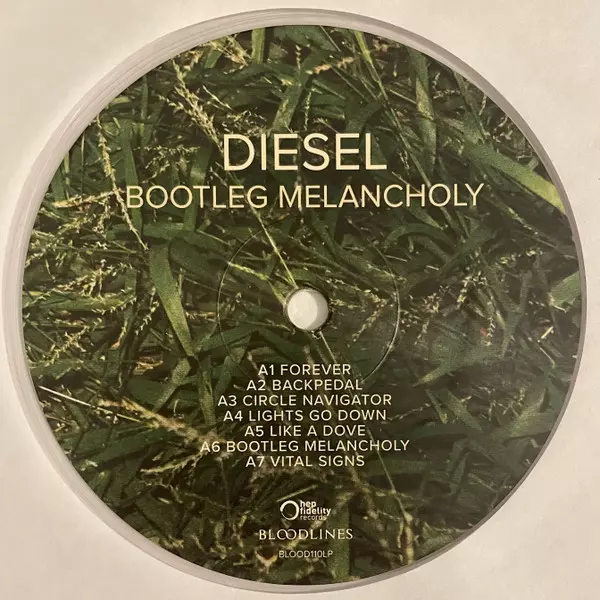 DIESEL
BOOTLEG MELANCHOLY
A1 FOREVER
A2 BACKPEDAL
A3 CIRCLE NAVIGATOR
A4 LIGHTS GO DOWN
A5 LIKE A DOVE
A6 BOOTLEG MELANCHOLY
A7 VITAL SIGNS
hep
fidelity
records
BLOODLINES
BLOOD110LP